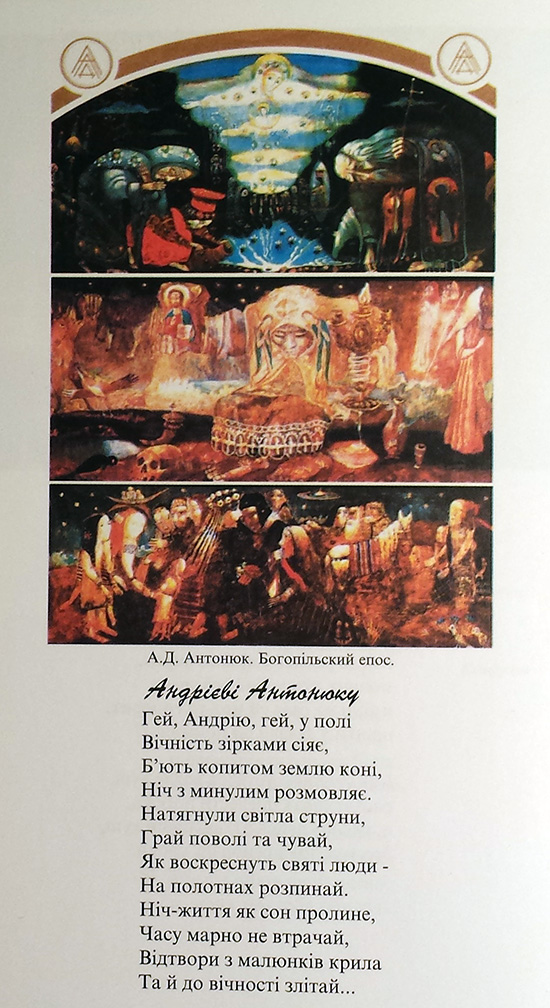 А.Д. Антонюк. Богопільский епос.
Андрієві Антонюку
Гей, Андрію, гей, у полі
Вічність зірками сіяє,
Б’ють копитом землю коні,
Ніч з минулим розмовляє.
Натягнули світла струни,
Грай поволі та чувай,
Як воскреснуть святі люди -
На полотнах розпинай.
Ніч-життя як сон пролине,
Часу марно не втрачай,
Відтвори з малюнків крила
Та й до вічності злітай...